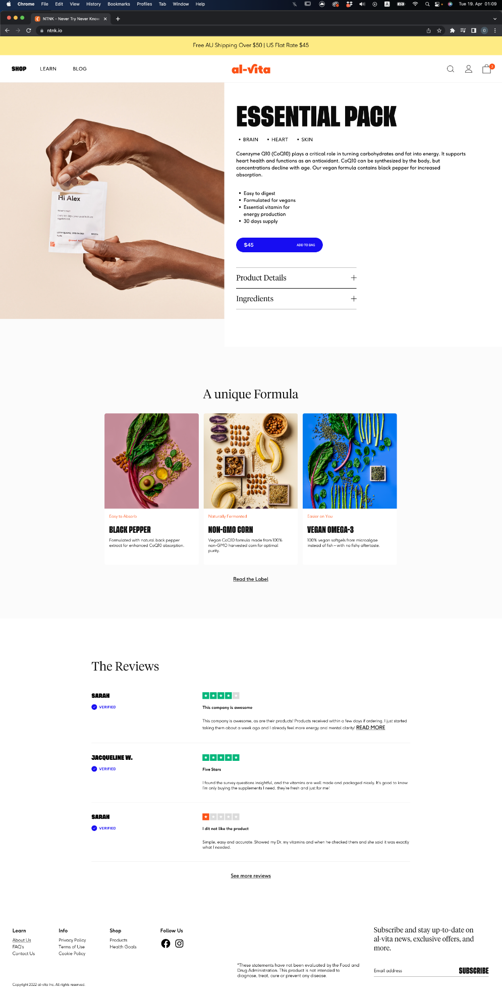 Chrome File Edit View History Bookmarks Profiles Tab Window Help
Tue 19. Apr 01:09
NTNK - Never Try Never Know
ntnk.io
Free AU Shipping Over $50 | US Flat Rate $45
SHOP LEARN BLOG
al-vita
3
Hi Alex
ESSENTIAL PACK
• BRAIN • HEART • SKIN
Coenzyme Q10 (CoQ10) plays a critical role in turning carbohydrates and fat into energy. It supports
heart health and functions as an antioxidant. CoQ10 can be synthesized by the body, but
concentrations decline with age. Our vegan formula contains black pepper for increased
absorption.
• Easy to digest
• Formulated for vegans
• Essential vitamin for
energy production
• 30 days supply
$45 ADD TO BAG
Product Details
Ingredients
A unique Formula
Easy to Absorb
BLACK PEPPER
Formulated with natural back pepper
extract for enhanced CoQ10 absorption.
Naturally Fermented
NON-GMO CORN
Vegan CoQ10 formula made from 100%
non-GMO harvested corn for optimal
purity.
Easier on You
VEGAN OMEGA-3
100% vegan softgels from microalgae
instead of fish – with no fishy aftertaste.
Read the Label
The Reviews
SARAH
VERIFIED
This company is awesome
This company is awesome, as are their products! Products received within a few days if ordering. I just started
taking them about a week ago and I already feel more energy and mental clarity! READ MORE
JACQUELINE W.
VERIFIED
Five Stars
I found the survey questions insightful, and the vitamins are well made and packaged nicely. It's good to know
I'm only buying the supplements I need, they're fresh and just for me!
SARAH
VERIFIED
I dit not like the product
Simple, easy and accurate. Showed my Dr. my vitamins and when he checked them and she said it was exactly
what I needed.
See more reviews
Learn
About Us
FAQ's
Contact Us
Info
Privacy Policy
Terms of Use
Cookie Policy
Shop
Products
Health Goals
Follow Us
*These statements have not been evaluated by the Food and
Drug Administration. This product is not intended to
diagnose, treat, cure or prevent any disease.
Subscribe and stay up-to-date on
al-vita news, exclusive offers, and
more.
Email address SUBSCRIBE
Copyright 2022 al-vita Inc. All rights reserved.